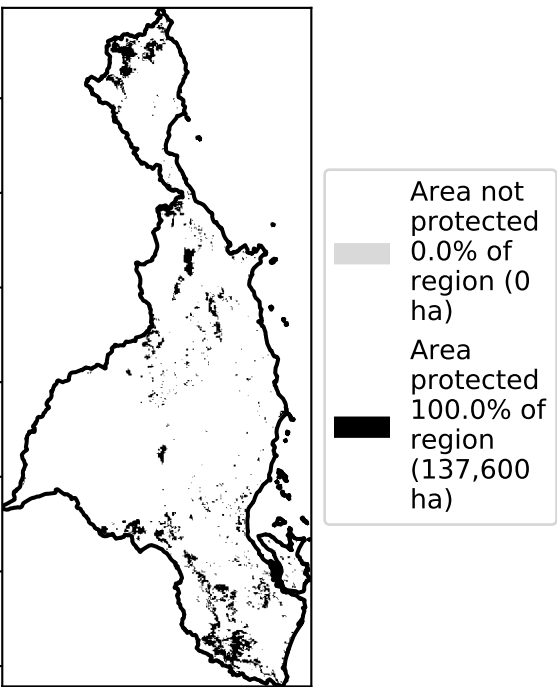 Area not
protected
0.0% of
region (0
ha)
Area
protected
100.0% of
region
(137,600
ha)